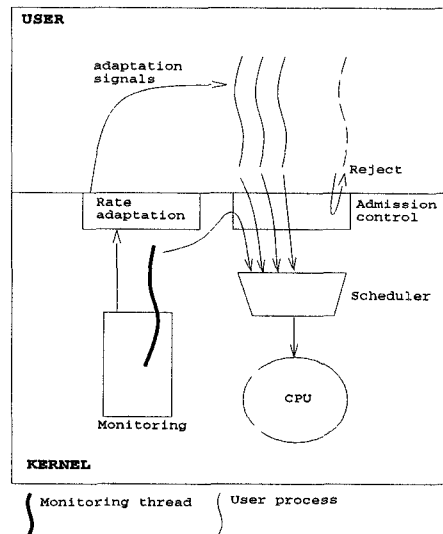 USER
adaptation
signals
Reject
Rate
adaptation
Admission
control
Scheduler
CPU
Monitoring
KERNEL
Monitoring thread
User process